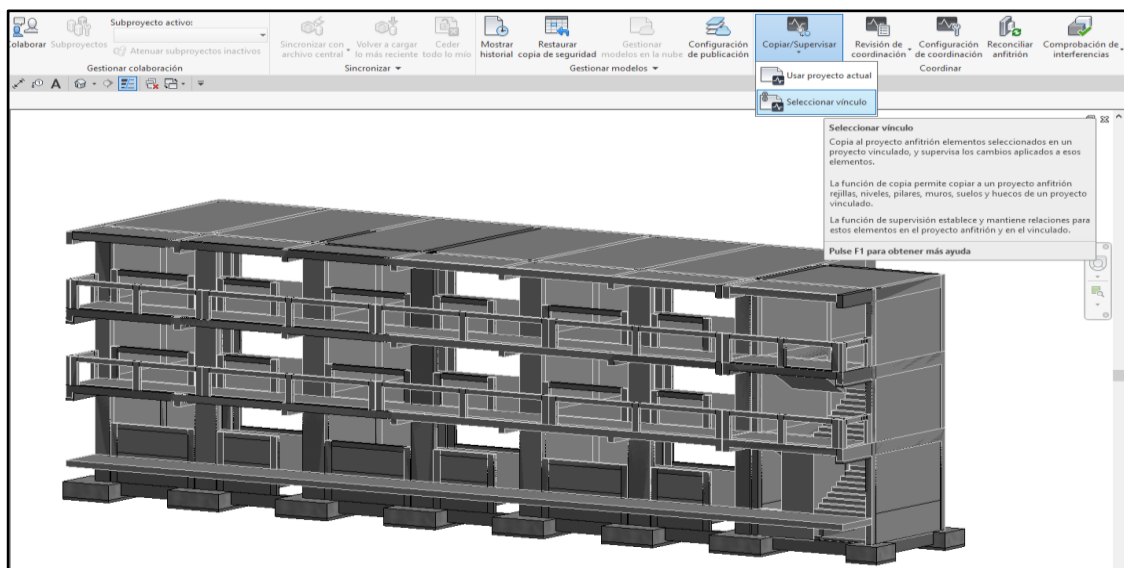 Subproyecto activo:
Colaborar Subproyectos
Atenuar subproyectos inactivos
Gestionar colaboración
Sincronizar con archivo central
Volver a cargar lo más reciente
Ceder todo lo mío
Sincronizar
Mostrar historial
Restaurar copia de seguridad
Gestionar modelos en la nube
Configuración de publicación
Gestionar modelos
Copiar/Supervisar
Revisión de coordinación
Configuración de coordinación
Reconciliar anfitrión
Comprobación de interferencias
Coordinar
Usar proyecto actual
Seleccionar vínculo
Seleccionar vínculo
Copia al proyecto anfitrión elementos seleccionados en un
proyecto vinculado, y supervisa los cambios aplicados a esos
elementos.
La función de copia permite copiar a un proyecto anfitrión
rejillas, niveles, pilares, muros, suelos y huecos de un proyecto
vinculado.
La función de supervisión establece y mantiene relaciones para
estos elementos en el proyecto anfitrión y en el vinculado.
Pulse F1 para obtener más ayuda